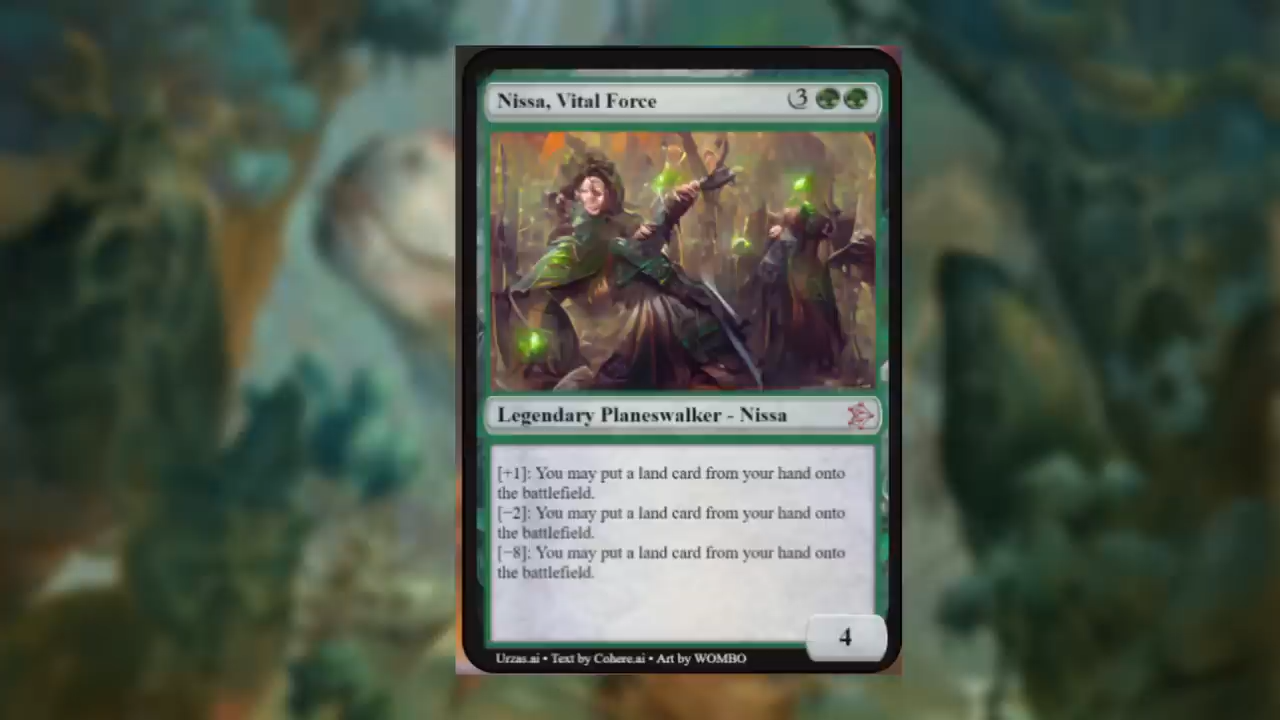 Nissa, Vital Force 3
Legendary Planeswalker - Nissa
[+1]: You may put a land card from your hand onto
the battlefield.
[−2]: You may put a land card from your hand onto
the battlefield.
[−8]: You may put a land card from your hand onto
the battlefield.
4
Urzas.ai • Text by Cohere.ai • Art by WOMBO